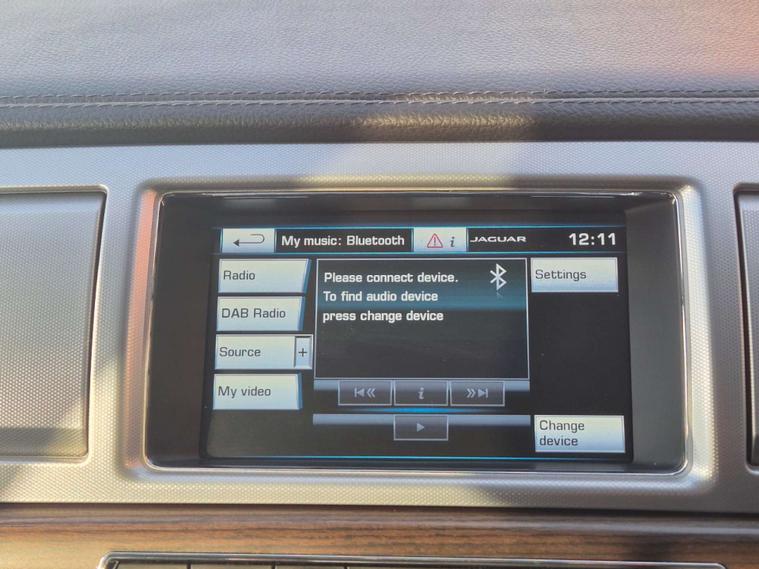 My music: Bluetooth
i
JAGUAR
12:11
Radio
DAB Radio
Source +
My video
Please connect device.
To find audio device
press change device
i
Settings
Change
device